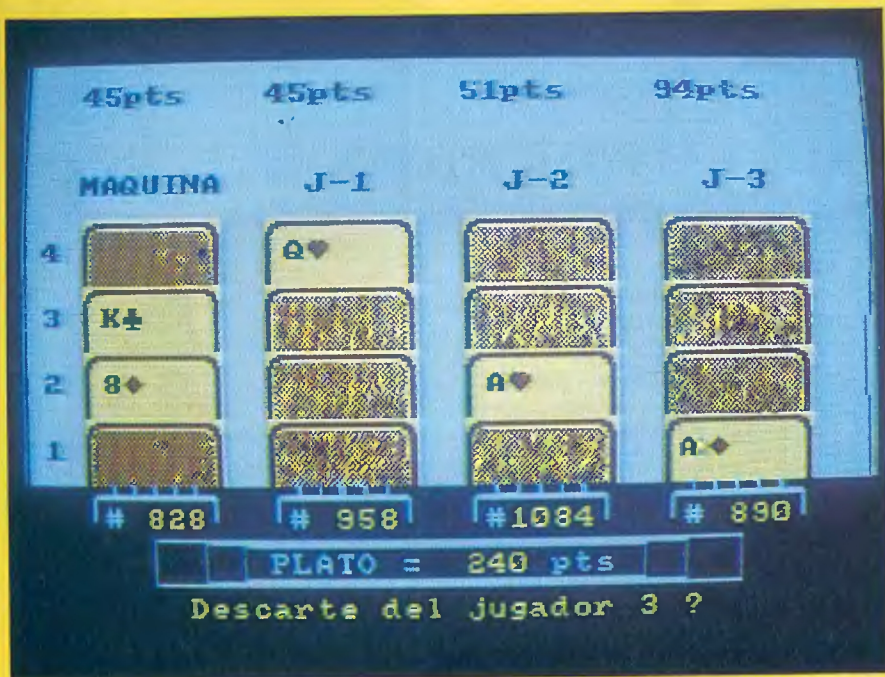 45pts 45pts 51pts 94pts
MAQUINA J-1 J-2 J-3
4 Q♥
3 K♣
2 8♦ A♥
1 A♦
# 828 # 958 #1084 # 890
PLATO = 240 pts
Descarte del jugador 3 ?